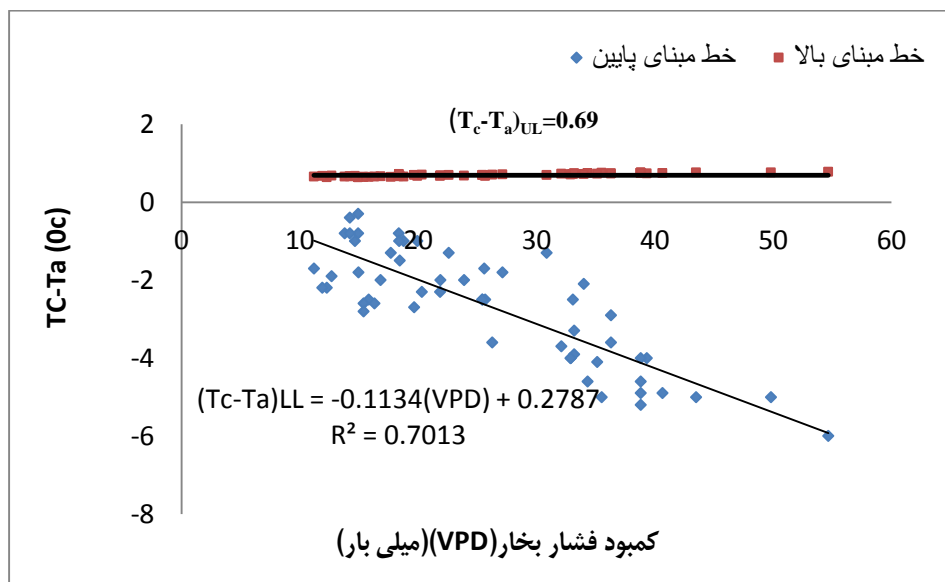 خط مبنای بالا خط مبنای پایین
(Tc-Ta)UL=0.69
2
0
-2
-4
-6
-8
0 10 20 30 40 50 60
TC-Ta (0c)
(Tc-Ta)LL = -0.1134(VPD) + 0.2787
R² = 0.7013
کمبود فشار بخار(VPD)(میلی بار)